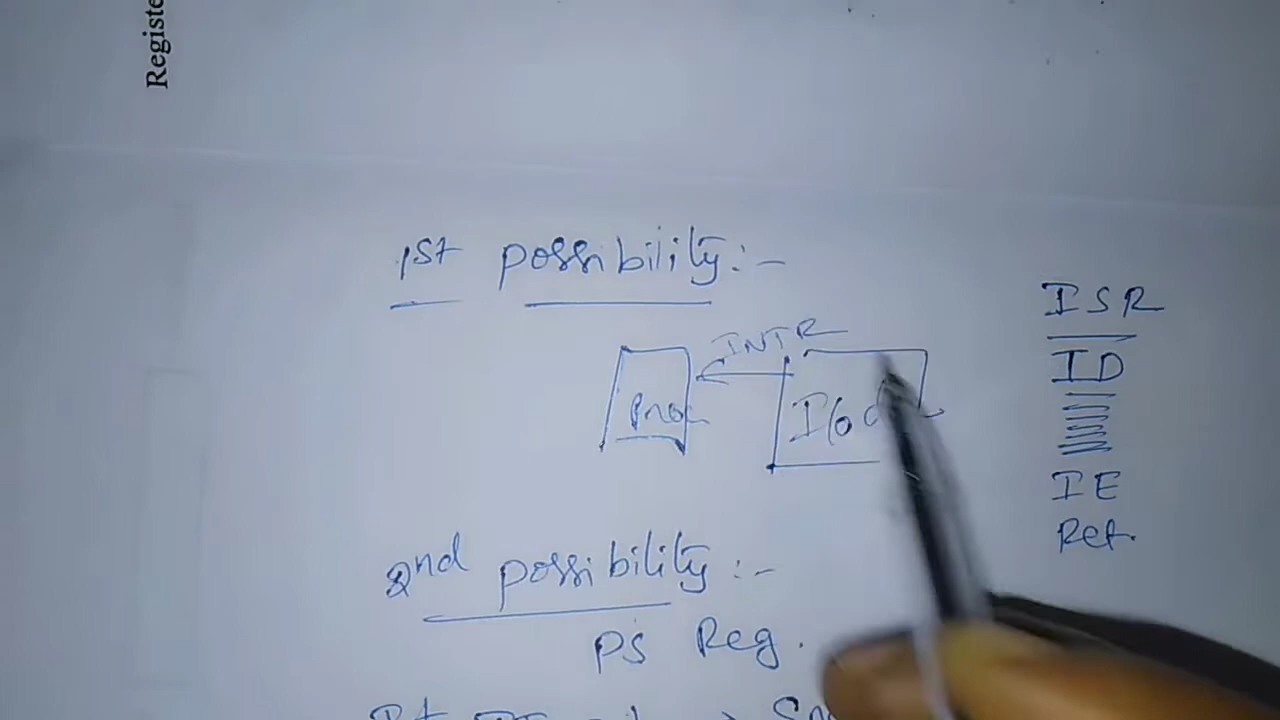 Registe
1st possibility:-
INTR
Proc
I/O d
ISR
ID
IE
Ret.
2nd possibility:-
PS Reg.